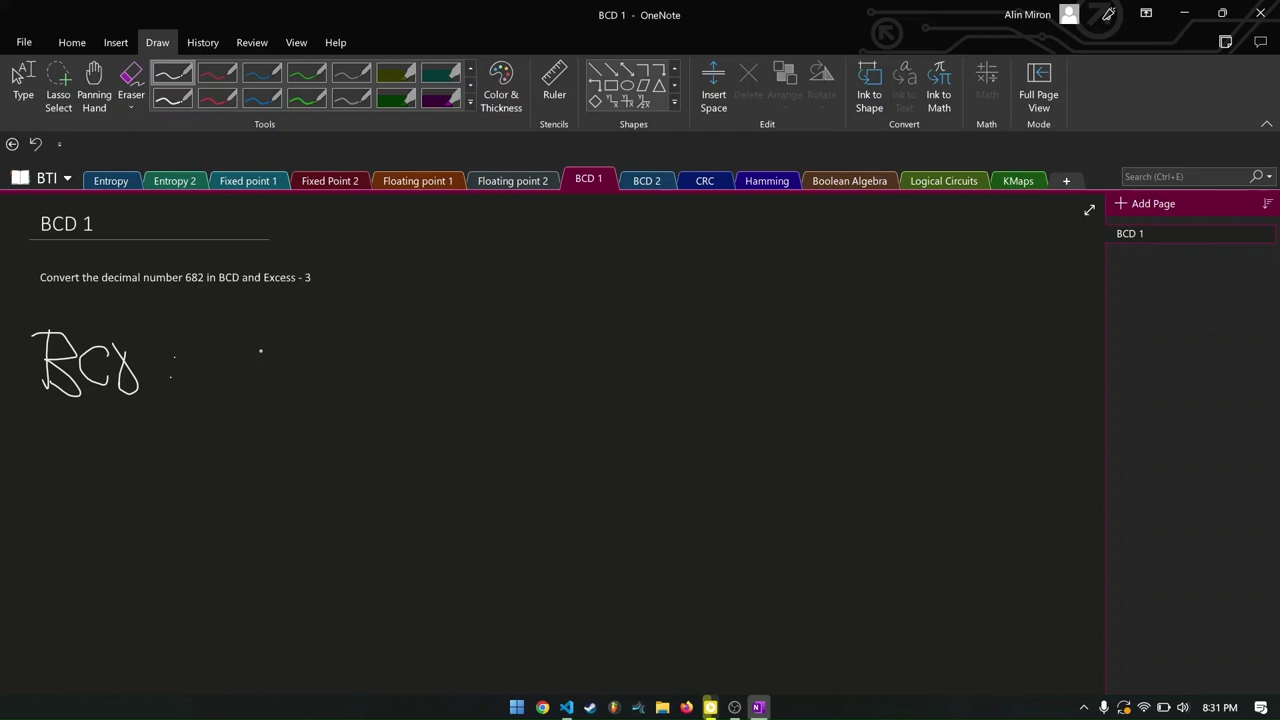 BCD 1 - OneNote
Alin Miron
File Home Insert Draw History Review View Help
Type
Lasso Select
Panning Hand
Eraser
Color & Thickness
Ruler
Insert Space
Delete
Arrange
Rotate
Ink to Shape
Ink to Text
Ink to Math
Math
Full Page View
Tools Stencils Shapes Edit Convert Math Mode
BTI Entropy Entropy 2 Fixed point 1 Fixed Point 2 Floating point 1 Floating point 2 BCD 1 BCD 2 CRC Hamming Boolean Algebra Logical Circuits KMaps + Search (Ctrl+E)
BCD 1
Add Page
BCD 1
Convert the decimal number 682 in BCD and Excess - 3
BCD :
8:31 PM